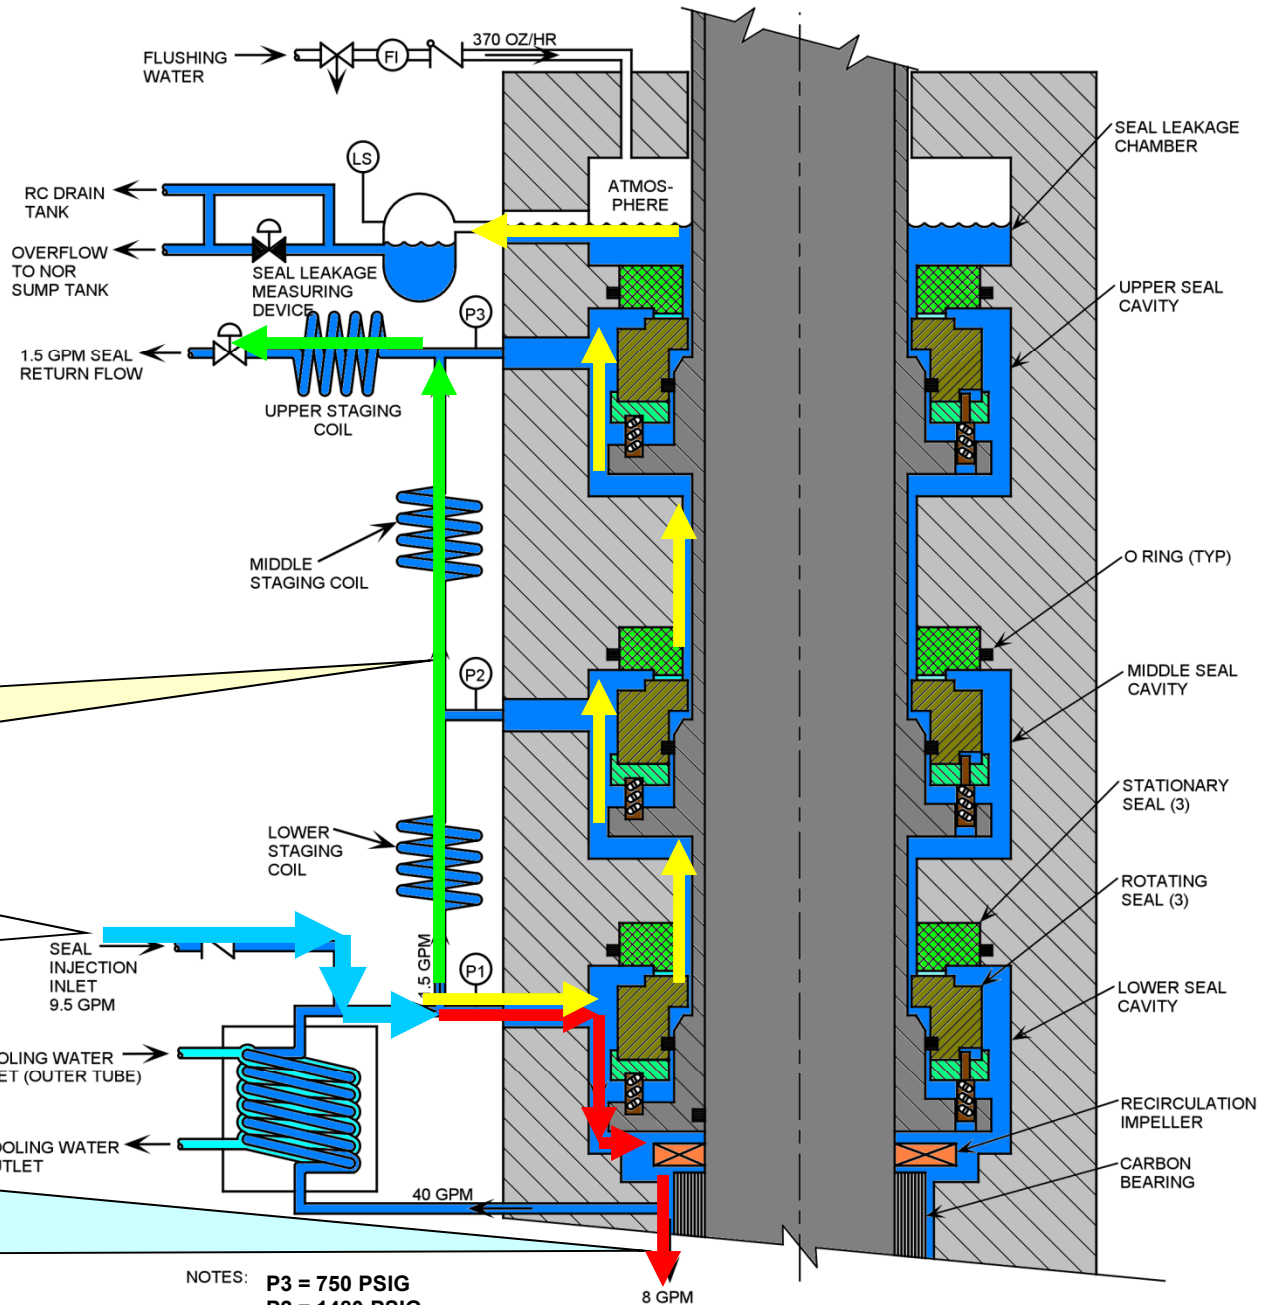 370 OZ/HR
FLUSHING
WATER
FI
SEAL LEAKAGE
CHAMBER
LS
ATMOS-
PHERE
RC DRAIN
TANK
OVERFLOW
TO NOR
SUMP TANK
SEAL LEAKAGE
MEASURING
DEVICE
UPPER SEAL
CAVITY
P3
1.5 GPM SEAL
RETURN FLOW
UPPER STAGING
COIL
O RING (TYP)
MIDDLE
STAGING COIL
P2
MIDDLE SEAL
CAVITY
STATIONARY
SEAL (3)
LOWER
STAGING
COIL
ROTATING
SEAL (3)
SEAL
INJECTION
INLET
9.5 GPM
.5 GPM
P1
LOWER SEAL
CAVITY
OLING WATER
ET (OUTER TUBE)
OOLING WATER
TLET
RECIRCULATION
IMPELLER
CARBON
BEARING
40 GPM
NOTES:
P3 = 750 PSIG
8 GPM